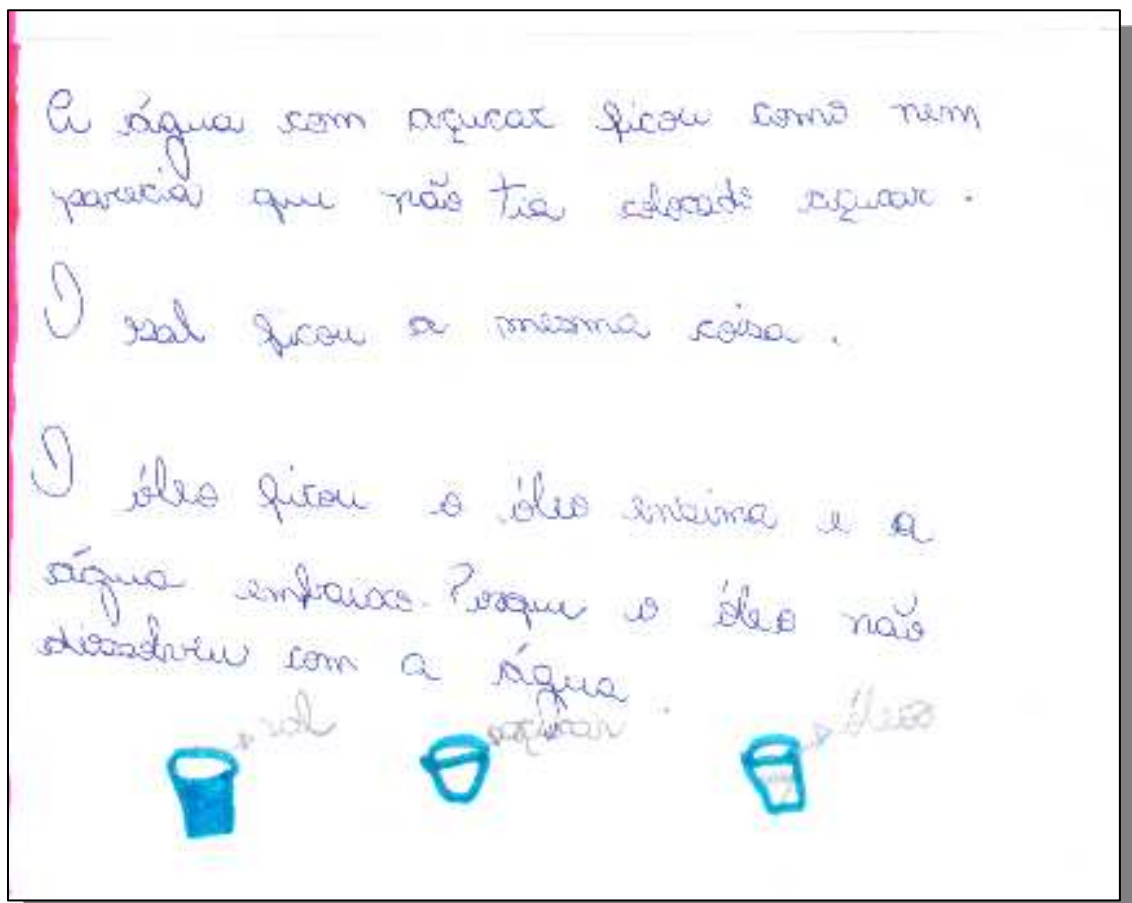 A água com açucar ficou como nem
parecia que não tia colocado açucar.
O sal ficou a mesma coisa.
O óleo ficou o óleo ensima e a
água embaixo. Porque o óleo não
dissolveu com a água.
sal açucar óleo